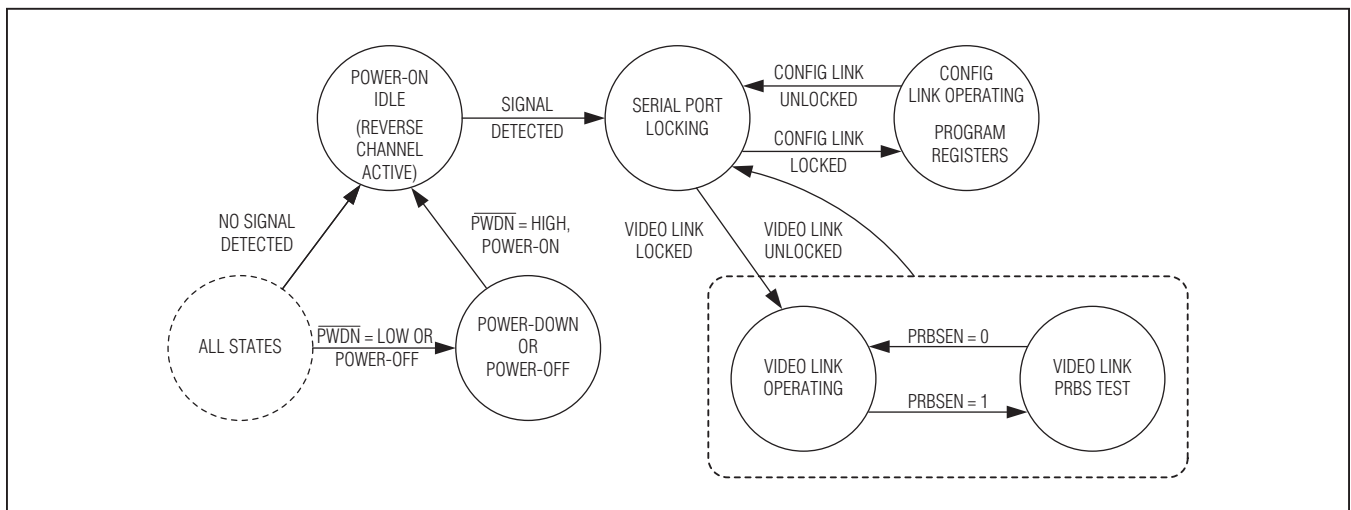 POWER-ON
IDLE
(REVERSE
CHANNEL
ACTIVE)
SIGNAL
DETECTED
SERIAL PORT
LOCKING
CONFIG LINK
UNLOCKED
CONFIG LINK
LOCKED
CONFIG
LINK OPERATING
PROGRAM
REGISTERS
NO SIGNAL
DETECTED
P̅W̅D̅N̅ = HIGH,
POWER-ON
VIDEO LINK
LOCKED
VIDEO LINK
UNLOCKED
ALL STATES
P̅W̅D̅N̅ = LOW OR
POWER-OFF
POWER-DOWN
OR
POWER-OFF
VIDEO LINK
OPERATING
PRBSEN = 0
PRBSEN = 1
VIDEO LINK
PRBS TEST